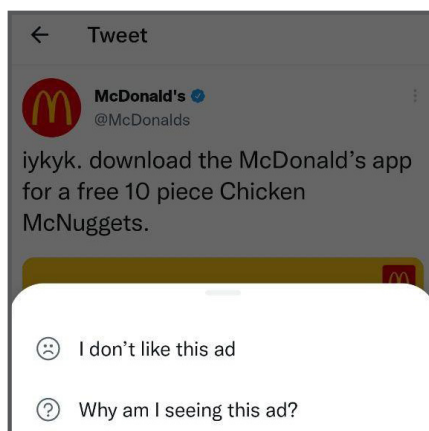 Tweet
McDonald's
@McDonalds
iykyk. download the McDonald’s app
for a free 10 piece Chicken
McNuggets.
I don’t like this ad
Why am I seeing this ad?